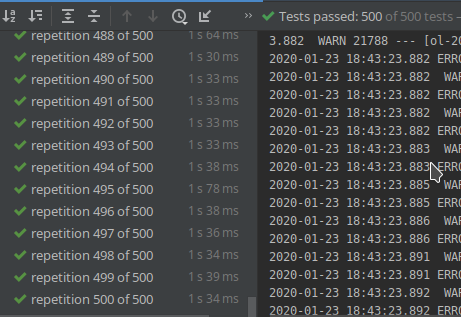 Tests passed: 500 of 500 tests –
repetition 488 of 500 1 s 64 ms
repetition 489 of 500 1 s 30 ms
repetition 490 of 500 1 s 33 ms
repetition 491 of 500 1 s 33 ms
repetition 492 of 500 1 s 33 ms
repetition 493 of 500 1 s 33 ms
repetition 494 of 500 1 s 38 ms
repetition 495 of 500 1 s 78 ms
repetition 496 of 500 1 s 38 ms
repetition 497 of 500 1 s 36 ms
repetition 498 of 500 1 s 34 ms
repetition 499 of 500 1 s 39 ms
repetition 500 of 500 1 s 34 ms
3.882 WARN 21788 --- [ol-20
2020-01-23 18:43:23.882 ERRO
2020-01-23 18:43:23.882 WAR
2020-01-23 18:43:23.882 ERRO
2020-01-23 18:43:23.882 WAR
2020-01-23 18:43:23.882 ERRO
2020-01-23 18:43:23.883 WAR
2020-01-23 18:43:23.883 ERRO
2020-01-23 18:43:23.885 WAR
2020-01-23 18:43:23.885 ERRO
2020-01-23 18:43:23.886 WAR
2020-01-23 18:43:23.886 ERRO
2020-01-23 18:43:23.891 WAR
2020-01-23 18:43:23.891 ERRO
2020-01-23 18:43:23.892 WAR
2020-01-23 18:43:23.892 ERRO